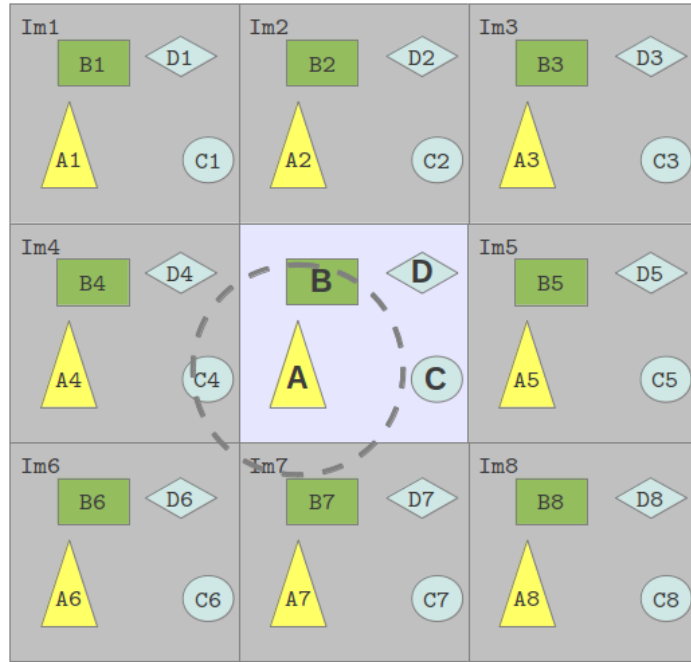 Im1 Im2 Im3
B1 D1 B2 D2 B3 D3
A1 C1 A2 C2 A3 C3
Im4 Im5
B4 D4 B D B5 D5
A4 C4 A C A5 C5
Im6 Im7 Im8
B6 D6 B7 D7 B8 D8
A6 C6 A7 C7 A8 C8